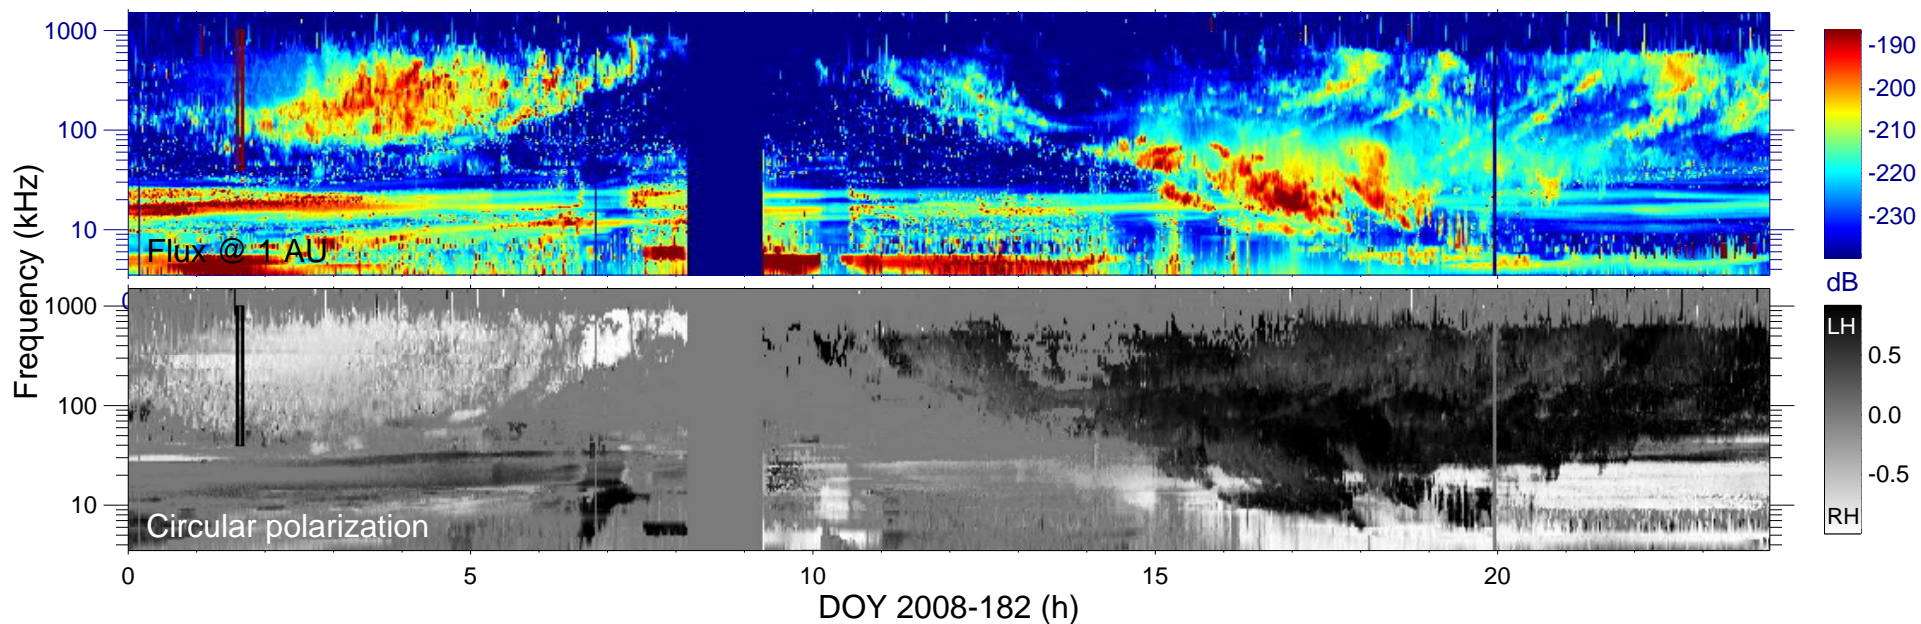 1000
100
10
Flux @ 1 AU
-190
-200
-210
-220
-230
dB
0
Frequency (kHz)
1000
100
10
Circular polarization
LH
0.5
0.0
-0.5
RH
0 5 10 15 20
DOY 2008-182 (h)